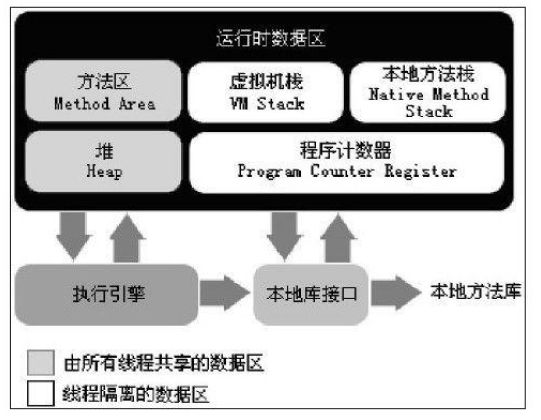 运行时数据区
方法区
Method Area
虚拟机栈
VM Stack
本地方法栈
Native Method
Stack
堆
Heap
程序计数器
Program Counter Register
执行引擎
本地库接口
本地方法库
由所有线程共享的数据区
线程隔离的数据区